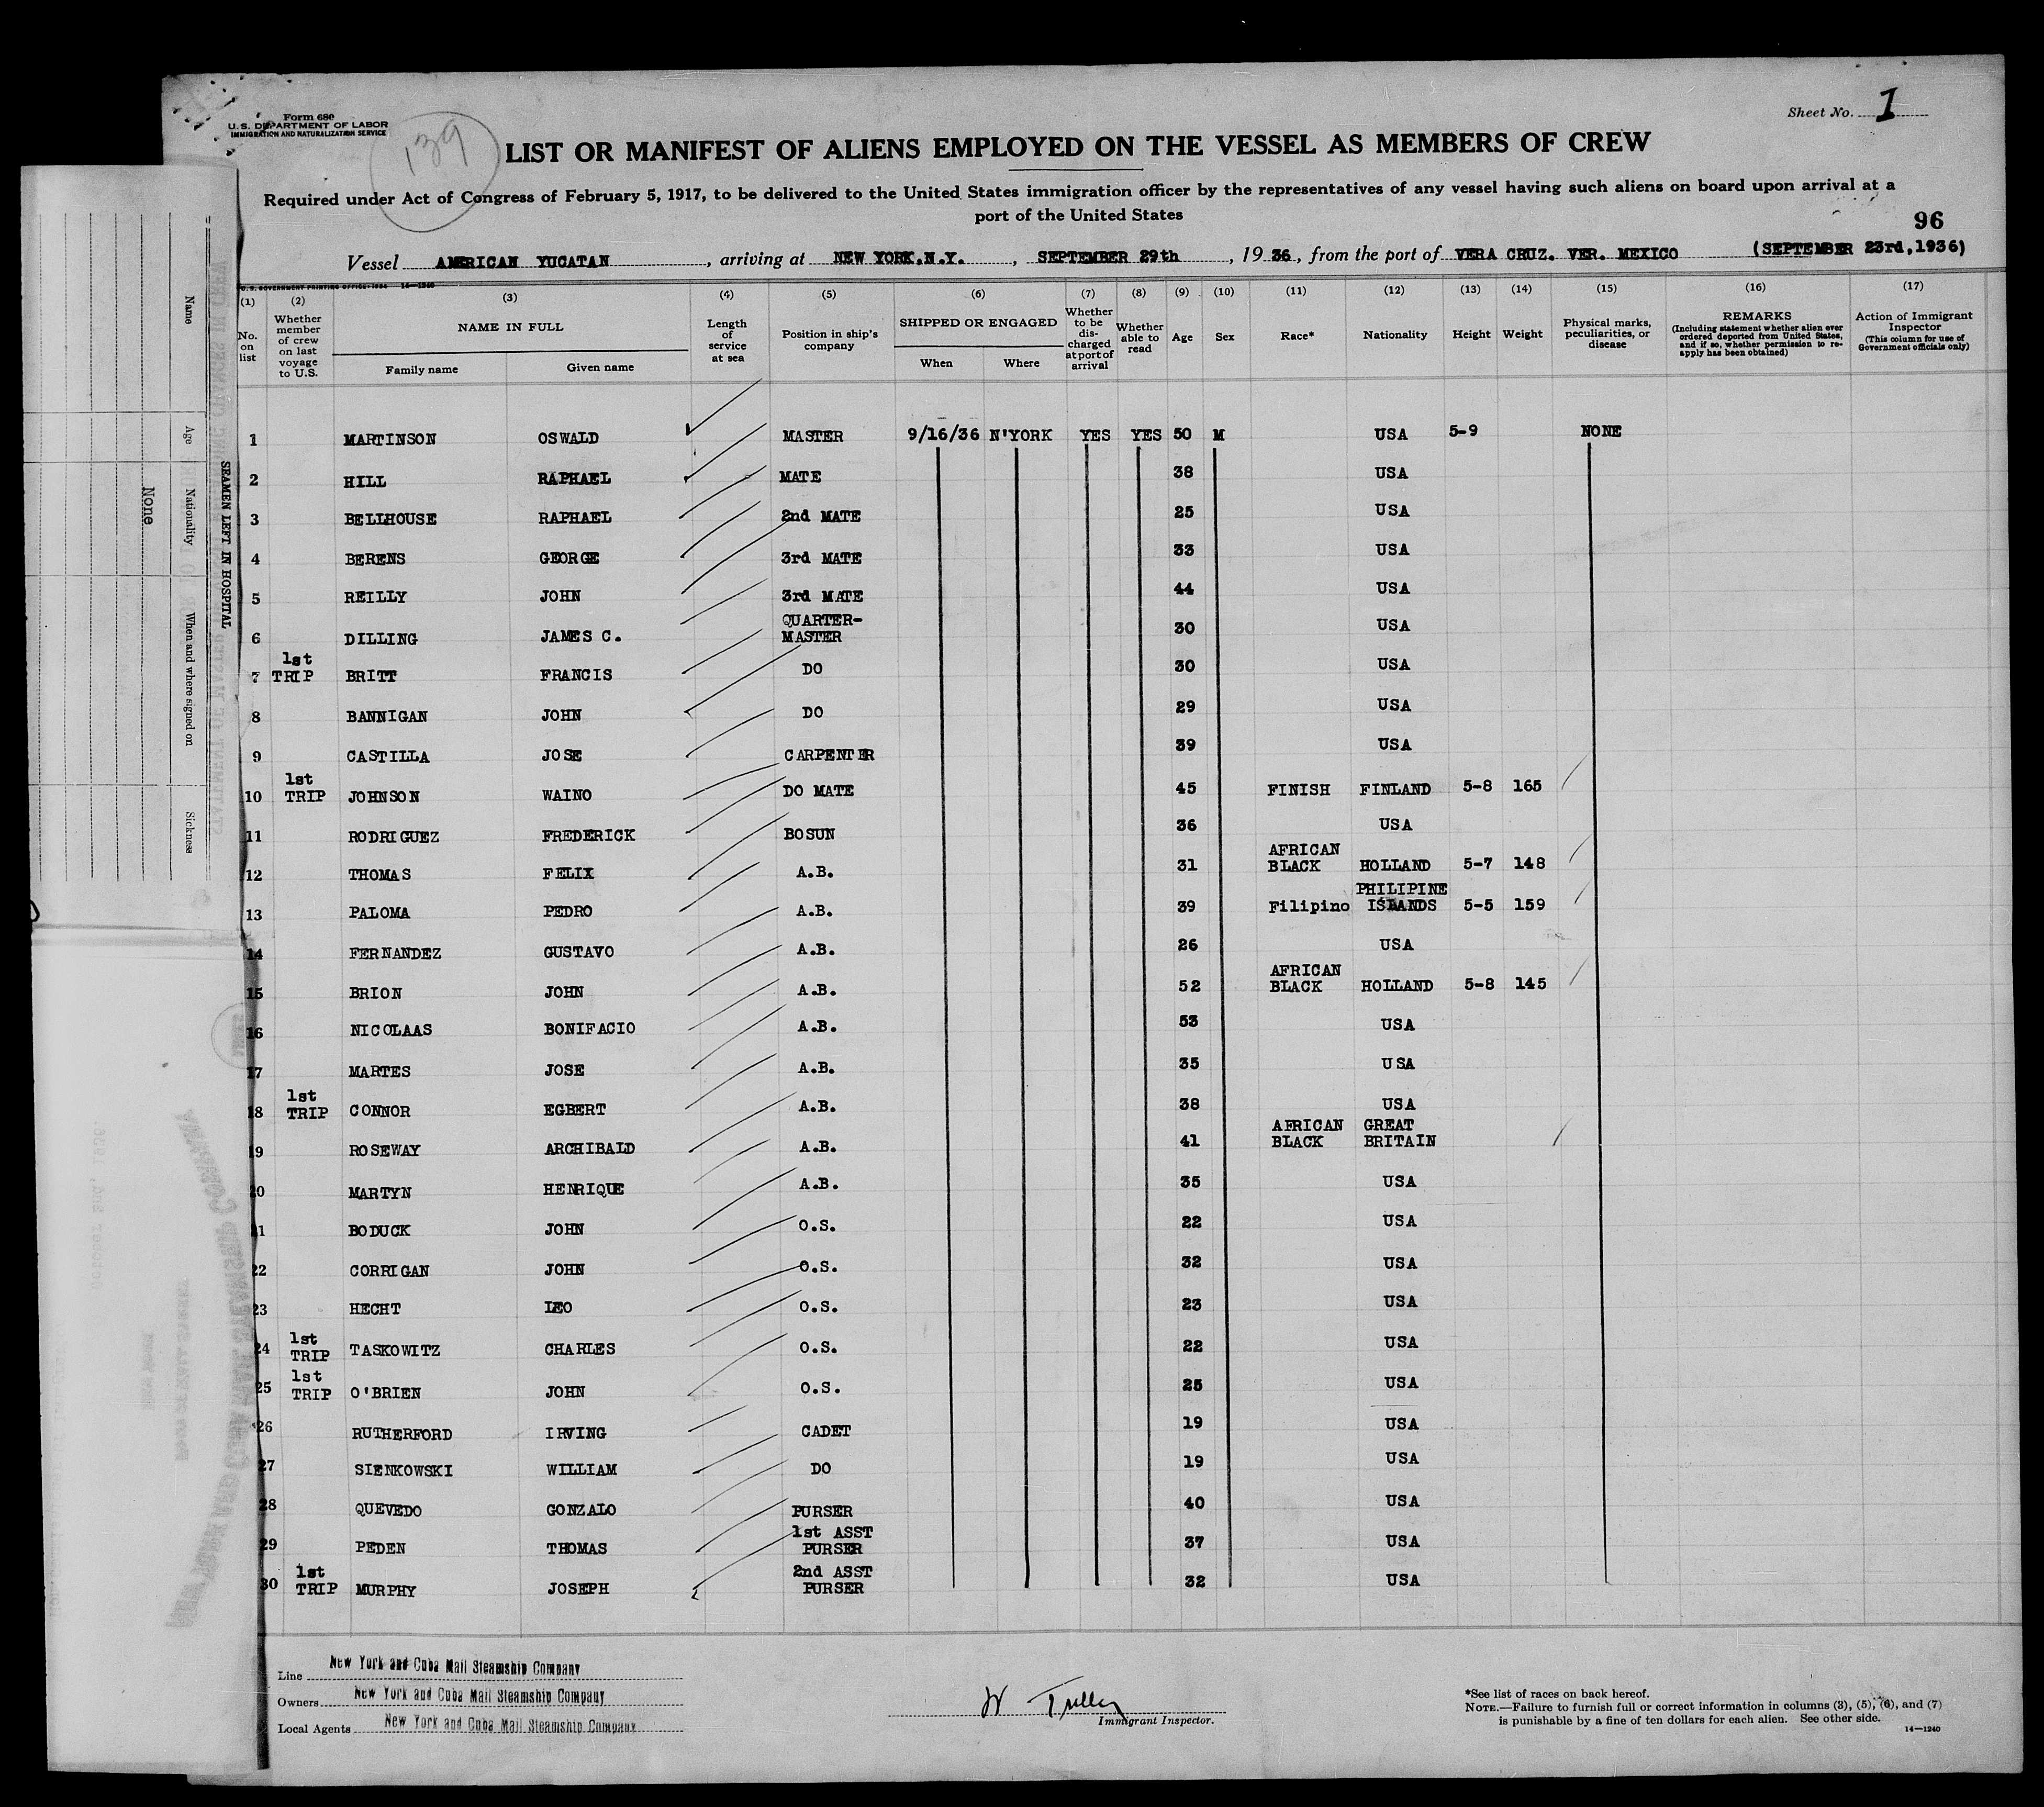 Form 680
U. S. DEPARTMENT OF LABOR
IMMIGRATION AND NATURALIZATION SERVICE
139
Sheet No. 1
LIST OR MANIFEST OF ALIENS EMPLOYED ON THE VESSEL AS MEMBERS OF CREW
Required under Act of Congress of February 5, 1917, to be delivered to the United States immigration officer by the representatives of any vessel having such aliens on board upon arrival at a
port of the United States
96
Vessel AMERICAN YUCATAN, arriving at NEW YORK.N.Y., SEPTEMBER 29th, 1936, from the port of VERA CRUZ. VER. MEXICO (SEPTEMBER 23rd,1936)
U. S. GOVERNMENT PRINTING OFFICE: 1934 14—1240
(1) (2) (3) (4) (5) (6) (7) (8) (9) (10) (11) (12) (13) (14) (15) (16) (17)
No. on list
Whether member of crew on last voyage to U.S.
NAME IN FULL
Family name Given name
Length of service at sea
Position in ship's company
SHIPPED OR ENGAGED
When Where
Whether to be discharged at port of arrival
Whether able to read
Age
Sex
Race*
Nationality
Height
Weight
Physical marks, peculiarities, or disease
REMARKS
(Including statement whether alien ever ordered deported from United States, and if so, whether permission to re-apply has been obtained)
Action of Immigrant Inspector
(This column for use of Government officials only)
1 MARTINSON OSWALD MASTER 9/16/36 N'YORK YES YES 50 M USA 5-9 NONE
2 HILL RAPHAEL MATE 38 USA
3 BELLHOUSE RAPHAEL 2nd MATE 25 USA
4 BERENS GEORGE 3rd MATE 33 USA
5 REILLY JOHN 3rd MATE 44 USA
6 DILLING JAMES C. QUARTER-MASTER 30 USA
7 1st TRIP BRITT FRANCIS DO 30 USA
8 BANNIGAN JOHN DO 29 USA
9 CASTILLA JOSE CARPENTER 39 USA
10 1st TRIP JOHNSON WAINO DO MATE 45 FINISH FINLAND 5-8 165
11 RODRIGUEZ FREDERICK BOSUN 36 USA
12 THOMAS FELIX A.B. 31 AFRICAN BLACK HOLLAND 5-7 148
13 PALOMA PEDRO A.B. 39 Filipino PHILIPINE ISLANDS 5-5 159
14 FERNANDEZ GUSTAVO A.B. 26 USA
15 BRION JOHN A.B. 52 AFRICAN BLACK HOLLAND 5-8 145
16 NICOLAAS BONIFACIO A.B. 53 USA
17 MARTES JOSE A.B. 35 USA
18 1st TRIP CONNOR EGBERT A.B. 38 USA
19 ROSEWAY ARCHIBALD A.B. 41 AFRICAN BLACK GREAT BRITAIN
20 MARTYN HENRIQUE A.B. 35 USA
21 BODUCK JOHN O.S. 22 USA
22 CORRIGAN JOHN O.S. 32 USA
23 HECHT LEO O.S. 23 USA
24 1st TRIP TASKOWITZ CHARLES O.S. 22 USA
25 1st TRIP O'BRIEN JOHN O.S. 25 USA
26 RUTHERFORD IRVING CADET 19 USA
27 SIENKOWSKI WILLIAM DO 19 USA
28 QUEVEDO GONZALO PURSER 40 USA
29 PEDEN THOMAS 1st ASST PURSER 37 USA
30 1st TRIP MURPHY JOSEPH 2nd ASST PURSER 32 USA
Line New York and Cuba Mail Steamship Company
Owners New York and Cuba Mail Steamship Company
Local Agents New York and Cuba Mail Steamship Company
W Tulley
Immigrant Inspector.
*See list of races on back hereof.
NOTE.—Failure to furnish full or correct information in columns (3), (5), (6), and (7)
is punishable by a fine of ten dollars for each alien. See other side.
14—1240
SEAMEN LEFT IN HOSPITAL
Name Age Nationality When and where signed on Sickness
None